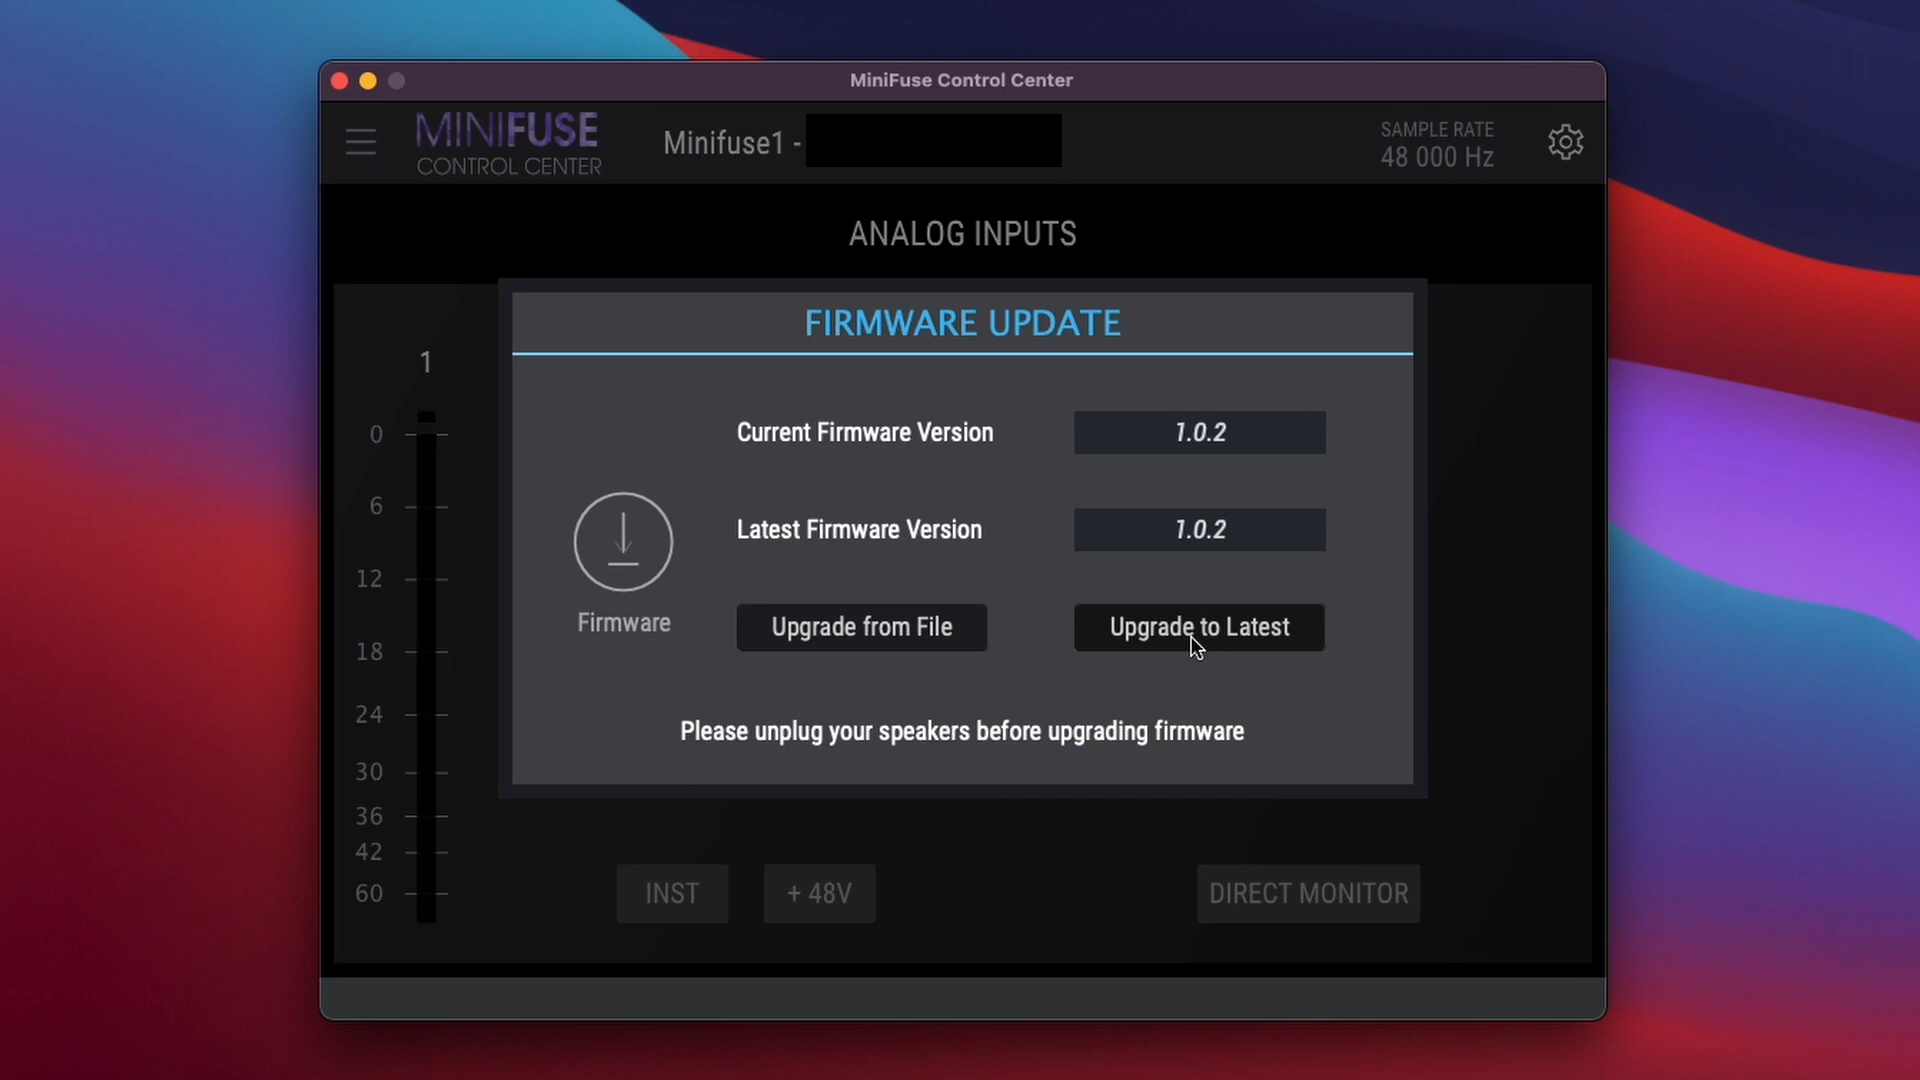 MiniFuse Control Center
MINIFUSE
CONTROL CENTER
Minifuse1 -
SAMPLE RATE
48 000 Hz
ANALOG INPUTS
FIRMWARE UPDATE
1
Current Firmware Version 1.0.2
0
6
Latest Firmware Version 1.0.2
12
Firmware
Upgrade from File Upgrade to Latest
18
24
Please unplug your speakers before upgrading firmware
30
36
42
60
INST + 48V DIRECT MONITOR